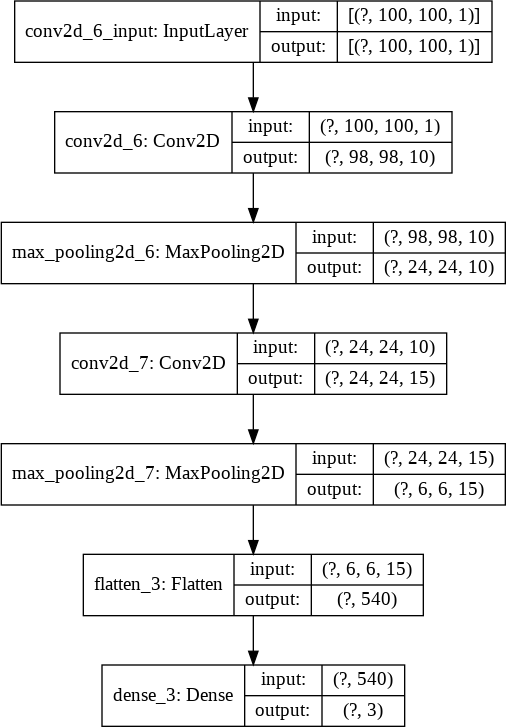 conv2d_6_input: InputLayer
input:
[(?, 100, 100, 1)]
output:
[(?, 100, 100, 1)]
conv2d_6: Conv2D
input:
(?, 100, 100, 1)
output:
(?, 98, 98, 10)
max_pooling2d_6: MaxPooling2D
input:
(?, 98, 98, 10)
output:
(?, 24, 24, 10)
conv2d_7: Conv2D
input:
(?, 24, 24, 10)
output:
(?, 24, 24, 15)
max_pooling2d_7: MaxPooling2D
input:
(?, 24, 24, 15)
output:
(?, 6, 6, 15)
flatten_3: Flatten
input:
(?, 6, 6, 15)
output:
(?, 540)
dense_3: Dense
input:
(?, 540)
output:
(?, 3)